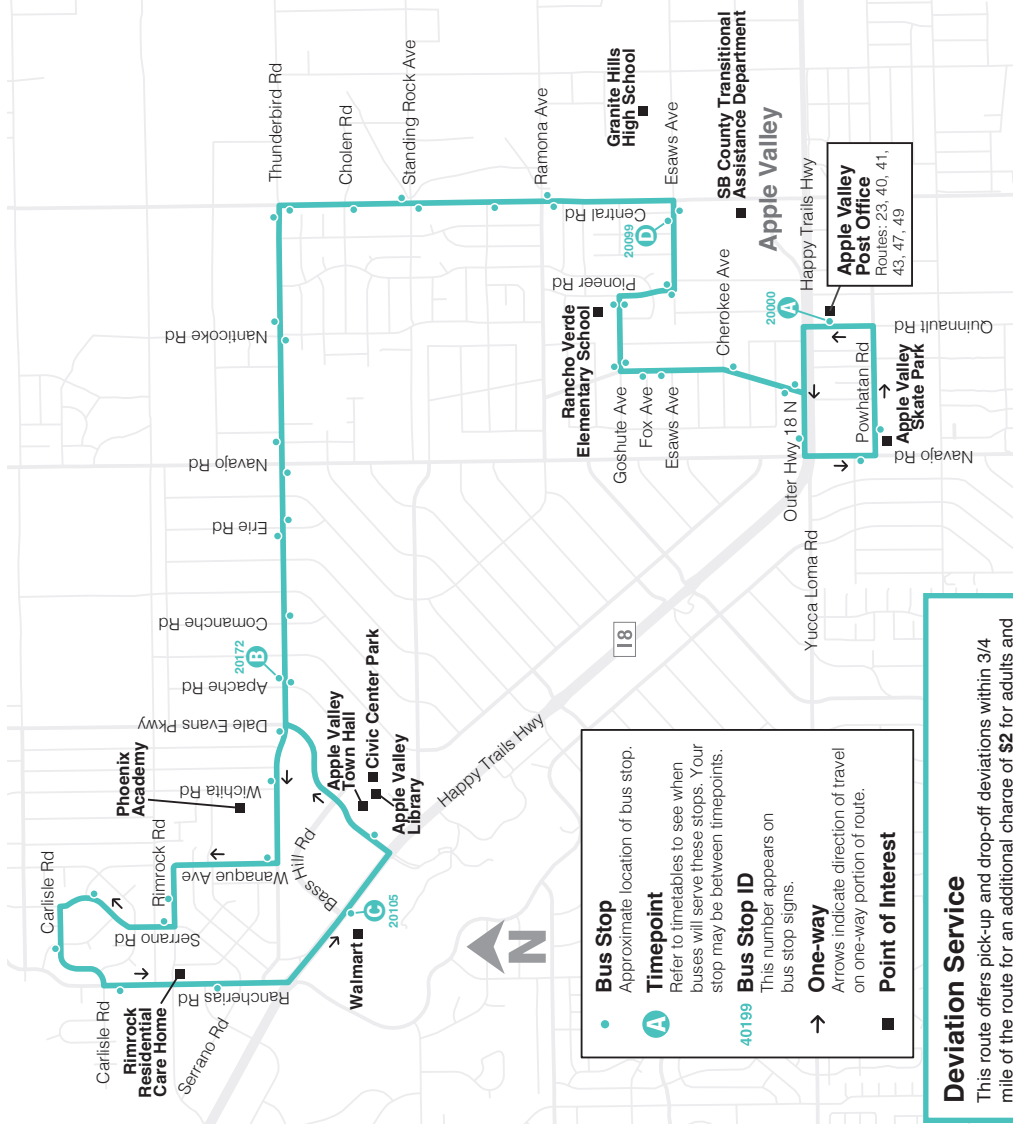 Carlisle Rd
Carlisle Rd
Rimrock
Residential
Care Home
Serrano Rd
Rancherias Rd
Serrano Rd
Rimrock Rd
Wanaque Ave
Phoenix
Academy
Wichita Rd
Dale Evans Pkwy
Apache Rd
20172
B
Comanche Rd
Erie Rd
Navajo Rd
Nanticoke Rd
Thunderbird Rd
Cholen Rd
Standing Rock Ave
Ramona Ave
Granite Hills
High School
Esaws Ave
Central Rd
20099
D
Pioneer Rd
SB County Transitional
Assistance Department
Apple Valley
Rancho Verde
Elementary School
Goshute Ave
Fox Ave
Esaws Ave
Cherokee Ave
Outer Hwy 18 N
Happy Trails Hwy
20000
A
Apple Valley
Post Office
Routes: 23, 40, 41,
43, 47, 49
Quinnault Rd
Powhatan Rd
Apple Valley
Skate Park
Navajo Rd
Yucca Loma Rd
18
Happy Trails Hwy
Bass Hill Rd
Apple Valley
Town Hall
Civic Center Park
Apple Valley
Library
Walmart
C
20105
N
Bus Stop
Approximate location of bus stop.
A
Timepoint
Refer to timetables to see when
buses will serve these stops. Your
stop may be between timepoints.
40199
Bus Stop ID
This number appears on
bus stop signs.
One-way
Arrows indicate direction of travel
on one-way portion of route.
Point of Interest
Deviation Service
This route offers pick-up and drop-off deviations within 3/4
mile of the route for an additional charge of $2 for adults and